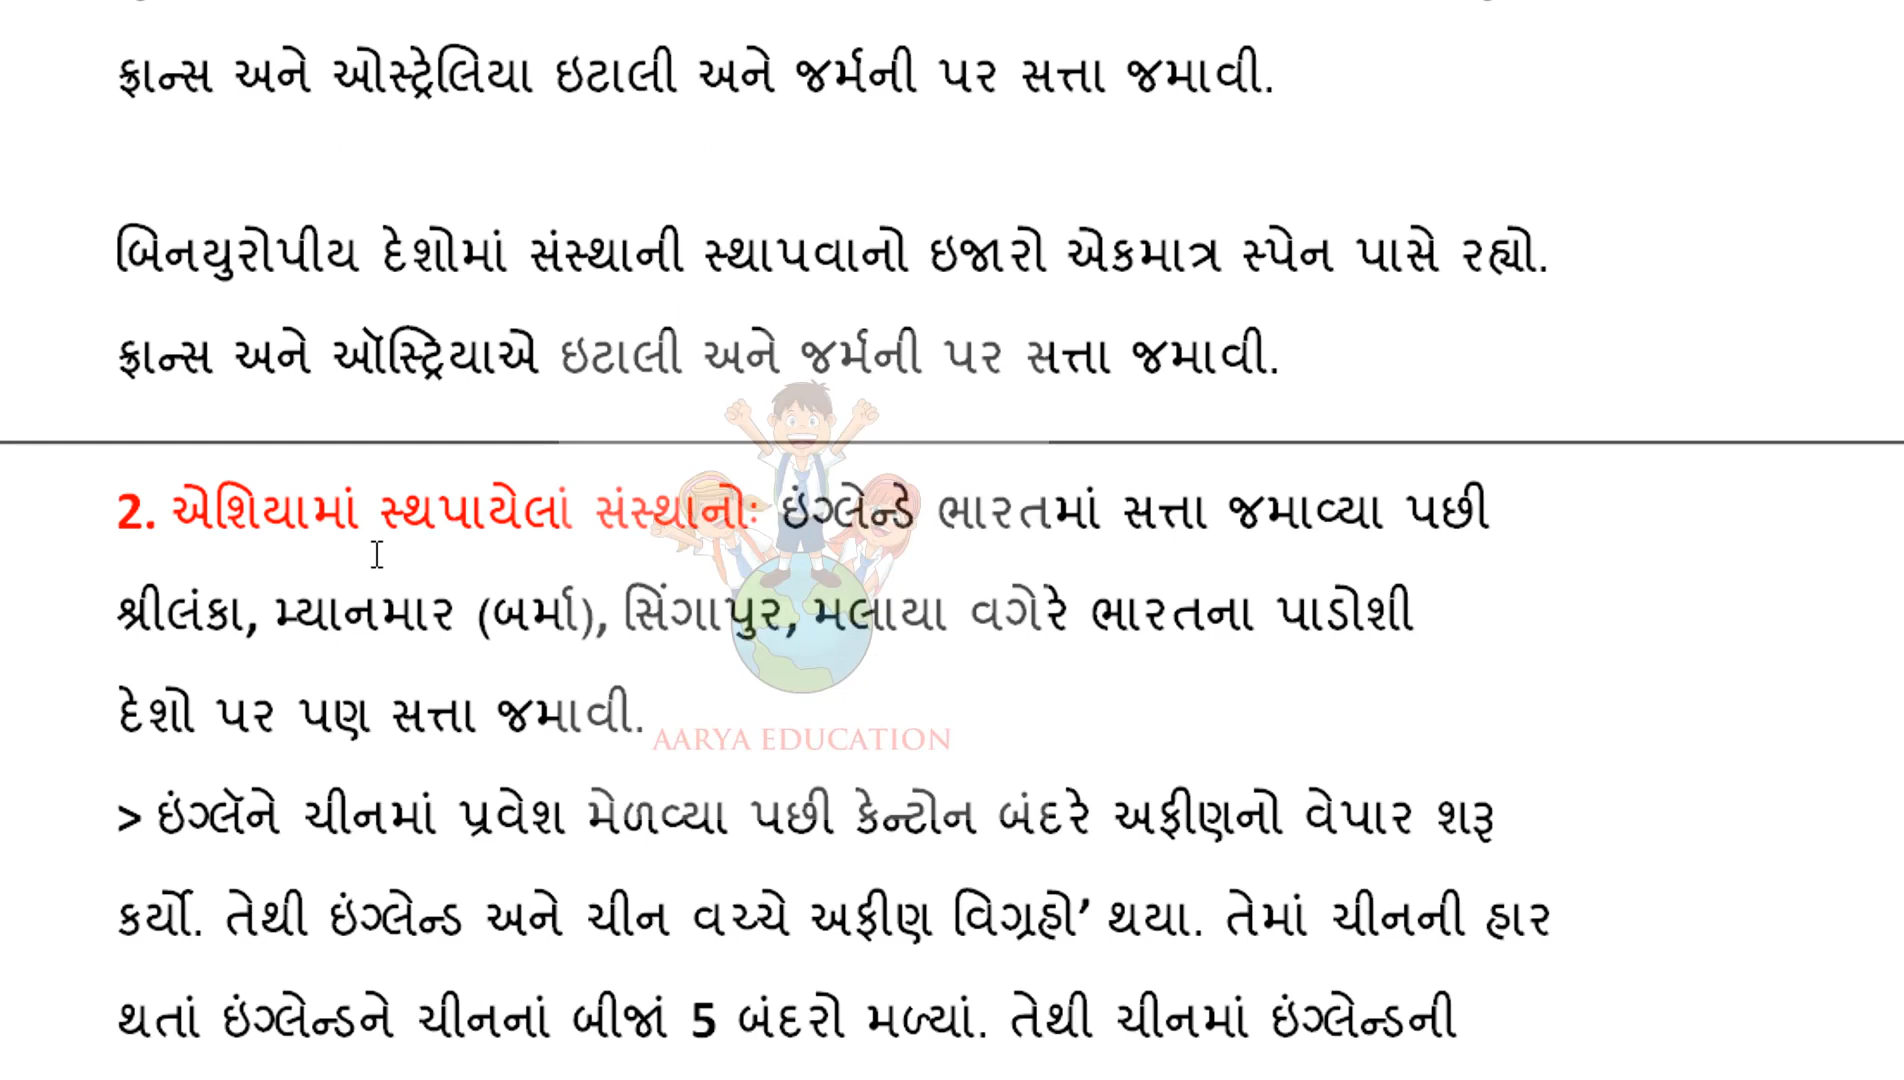 ફ્રાન્સ અને ઓસ્ટ્રેલિયા ઇટાલી અને જર્મની પર સત્તા જમાવી.
બિનયુરોપીય દેશોમાં સંસ્થાની સ્થાપવાનો ઇજારો એકમાત્ર સ્પેન પાસે રહ્યો.
ફ્રાન્સ અને ઑસ્ટ્રિયાએ ઇટાલી અને જર્મની પર સત્તા જમાવી.
2. એશિયામાં સ્થપાયેલાં સંસ્થાનોઃ ઇંગ્લેન્ડે ભારતમાં સત્તા જમાવ્યા પછી
શ્રીલંકા, મ્યાનમાર (બર્મા), સિંગાપુર, મલાયા વગેરે ભારતના પાડોશી
દેશો પર પણ સત્તા જમાવી.
AARYA EDUCATION
> ઇંગ્લૅને ચીનમાં પ્રવેશ મેળવ્યા પછી કેન્ટોન બંદરે અફીણનો વેપાર શરૂ
કર્યો. તેથી ઇંગ્લેન્ડ અને ચીન વચ્ચે અફીણ વિગ્રહો’ થયા. તેમાં ચીનની હાર
થતાં ઇંગ્લેન્ડને ચીનનાં બીજાં 5 બંદરો મળ્યાં. તેથી ચીનમાં ઇંગ્લેન્ડની